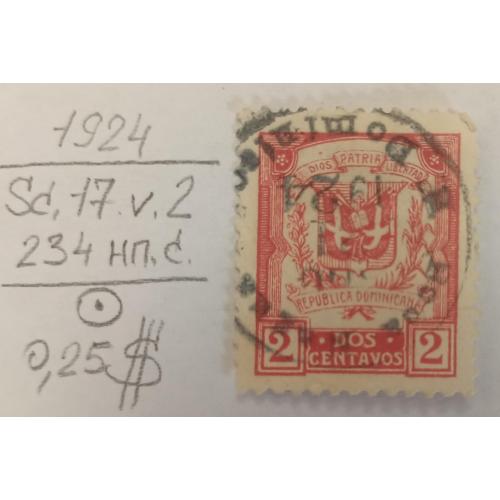 1924
Sc, 17. v. 2
234 нп. с.
0,25 $
DIOS PATRIA LIBERTAD
REPUBLICA DOMINICANA
2 DOS CENTAVOS 2